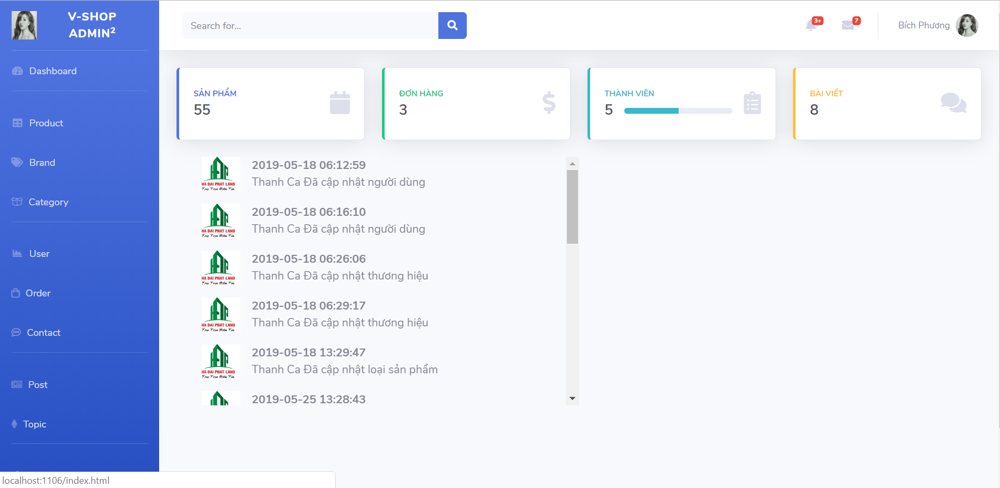 V-SHOP
ADMIN²
Search for...
3+
7
Bích Phương
Dashboard
Product
Brand
Category
User
Order
Contact
Post
Topic
SẢN PHẨM
55
ĐƠN HÀNG
3
THÀNH VIÊN
5
BÀI VIẾT
8
HA DAI PHAT LAND
2019-05-18 06:12:59
Thanh Ca Đã cập nhật người dùng
HA DAI PHAT LAND
2019-05-18 06:16:10
Thanh Ca Đã cập nhật người dùng
HA DAI PHAT LAND
2019-05-18 06:26:06
Thanh Ca Đã cập nhật thương hiệu
HA DAI PHAT LAND
2019-05-18 06:29:17
Thanh Ca Đã cập nhật thương hiệu
HA DAI PHAT LAND
2019-05-18 13:29:47
Thanh Ca Đã cập nhật loại sản phẩm
2019-05-25 13:28:43
localhost:1106/index.html